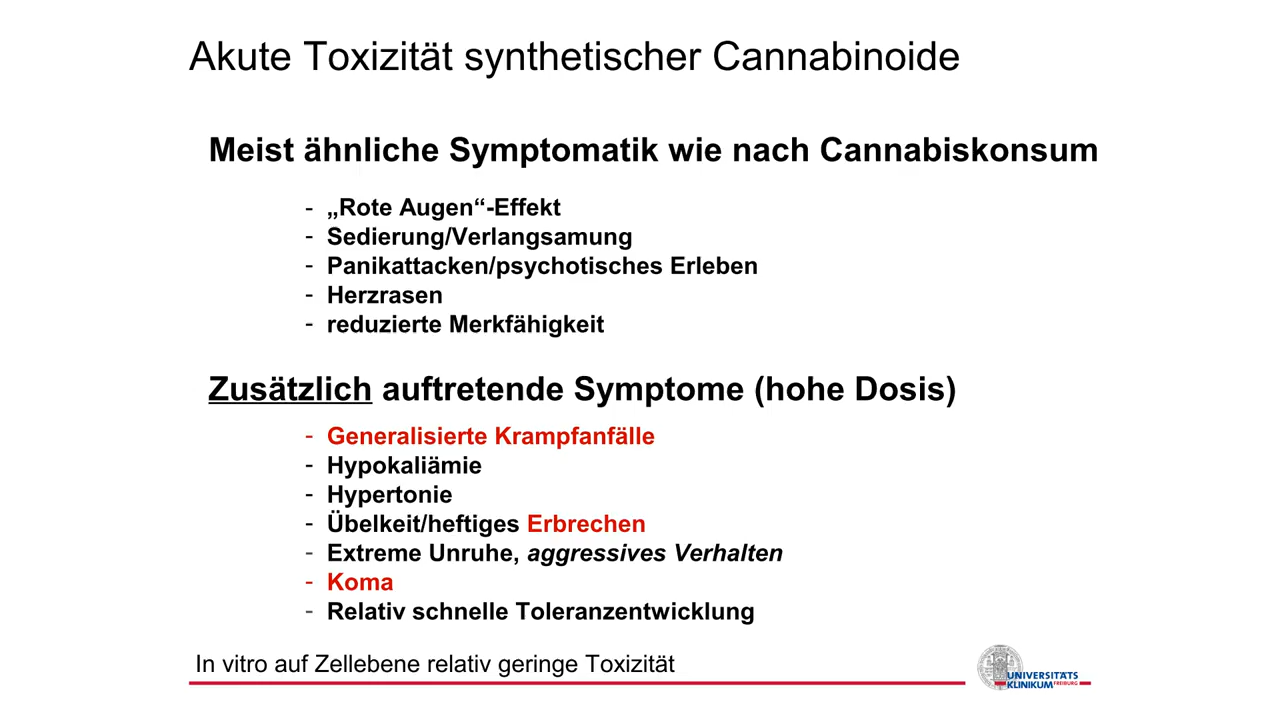 Akute Toxizität synthetischer Cannabinoide
Meist ähnliche Symptomatik wie nach Cannabiskonsum
- „Rote Augen“-Effekt
- Sedierung/Verlangsamung
- Panikattacken/psychotisches Erleben
- Herzrasen
- reduzierte Merkfähigkeit
Zusätzlich auftretende Symptome (hohe Dosis)
- Generalisierte Krampfanfälle
- Hypokaliämie
- Hypertonie
- Übelkeit/heftiges Erbrechen
- Extreme Unruhe, aggressives Verhalten
- Koma
- Relativ schnelle Toleranzentwicklung
In vitro auf Zellebene relativ geringe Toxizität
UNIVERSITÄTS
KLINIKUM FREIBURG